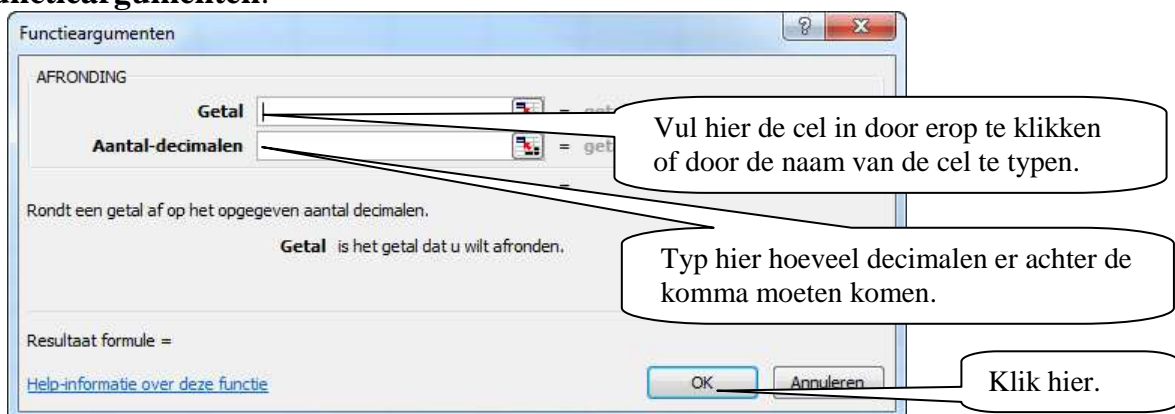 Functieargumenten
AFRONDING
Getal
=
Vul hier de cel in door erop te klikken
of door de naam van de cel te typen.
Aantal-decimalen
=
=
Rondt een getal af op het opgegeven aantal decimalen.
Getal is het getal dat u wilt afronden.
Typ hier hoeveel decimalen er achter de
komma moeten komen.
Resultaat formule =
Help-informatie over deze functie
OK
Annuleren
Klik hier.